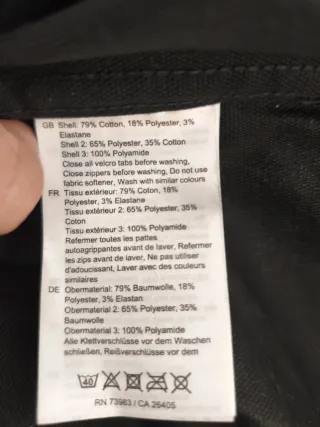 GB Shell: 79% Cotton, 18% Polyester, 3%
Elastane
Shell 2: 65% Polyester, 35% Cotton
Shell 3: 100% Polyamide
Close all velcro tabs before washing,
Close zippers before washing, Do not use
fabric softener, Wash with similar colours
FR Tissu extérieur: 79% Coton, 18%
Polyester, 3% Elastane
Tissu extérieur 2: 65% Polyester, 35%
Coton
Tissu extérieur 3: 100% Polyamide
Refermer toutes les pattes
autoagrippantes avant de laver, Refermer
les zips avant de laver, Ne pas utiliser
d'adoucissant, Laver avec des couleurs
similaires
DE Obermaterial: 79% Baumwolle, 18%
Polyester, 3% Elastan
Obermaterial 2: 65% Polyester, 35%
Baumwolle
Obermaterial 3: 100% Polyamide
Alle Klettverschlüsse vor dem Waschen
schließen, Reißverschlüsse vor dem
40
RN 73963 / CA 26405